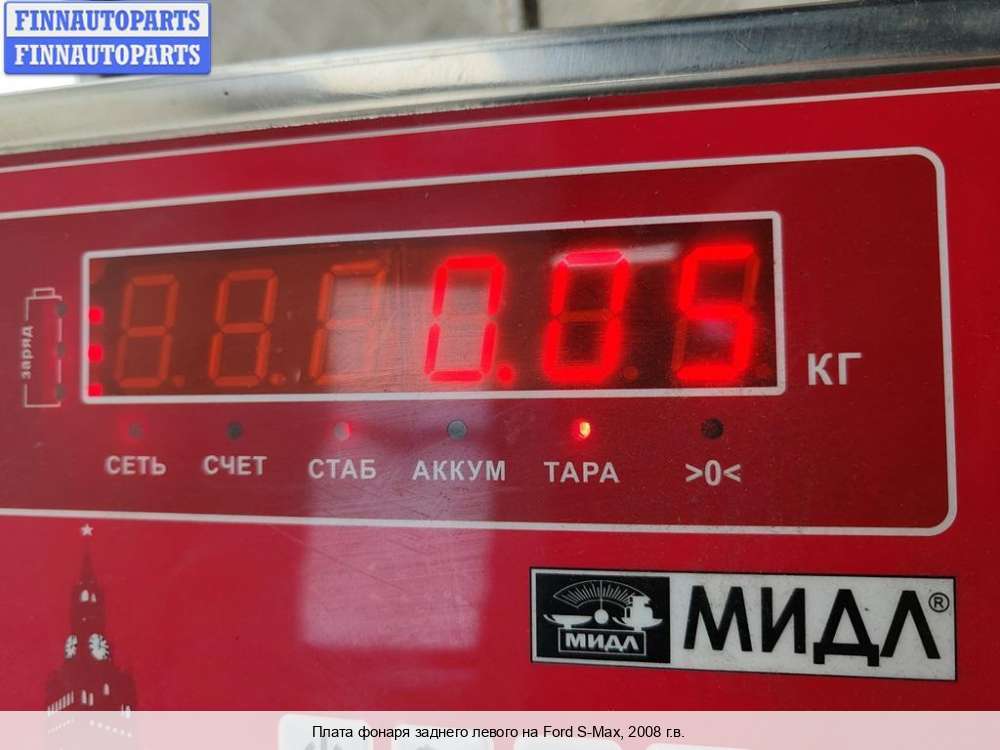 FINNAUTOPARTS
FINNAUTOPARTS
заряд
0.05
КГ
СЕТЬ СЧЕТ СТАБ АККУМ ТАРА >0<
МИДЛ
МИДЛ®
Плата фонаря заднего левого на Ford S-Max, 2008 г.в.